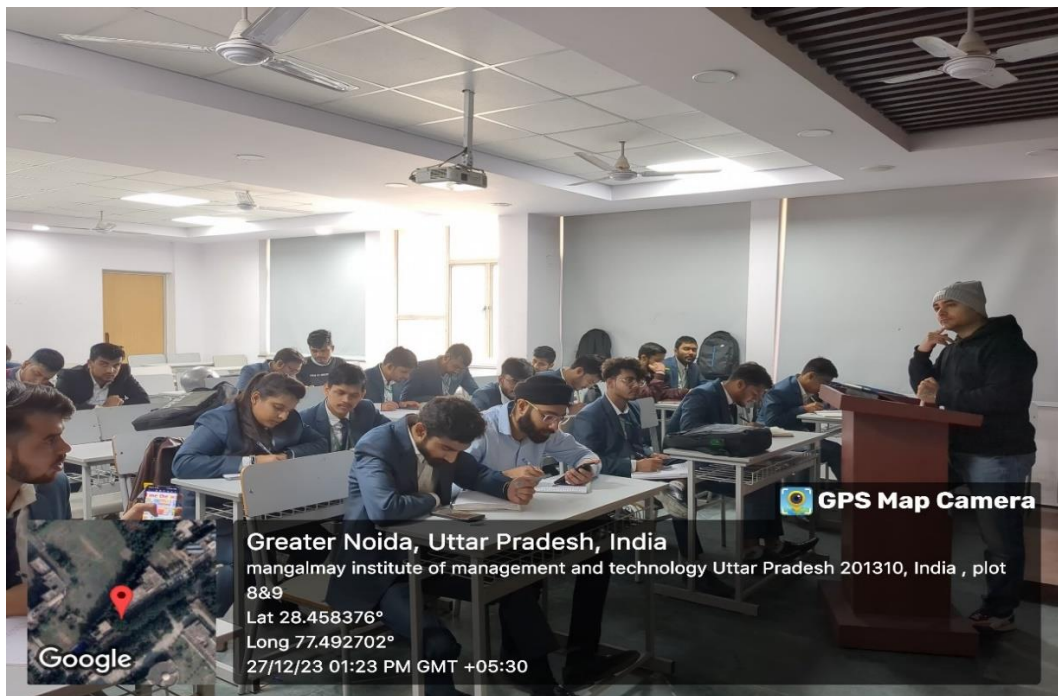 GPS Map Camera
Greater Noida, Uttar Pradesh, India
mangalmay institute of management and technology Uttar Pradesh 201310, India , plot
8&9
Lat 28.458376°
Long 77.492702°
27/12/23 01:23 PM GMT +05:30
Google